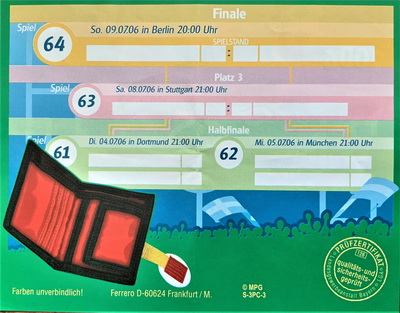 Finale
Spiel
64
So. 09.07.06 in Berlin 20:00 Uhr
SPIELSTAND
:
Platz 3
Spiel
63
Sa. 08.07.06 in Stuttgart 21:00 Uhr
:
Halbfinale
Spiel
61
Di. 04.07.06 in Dortmund 21:00 Uhr
62
Mi. 05.07.06 in München 21:00 Uhr
Farben unverbindlich!
Ferrero D-60624 Frankfurt / M.
© MPG
S-3PC-3
PRÜFZERTIFIKAT
qualitäts- und
sicherheits-
geprüft